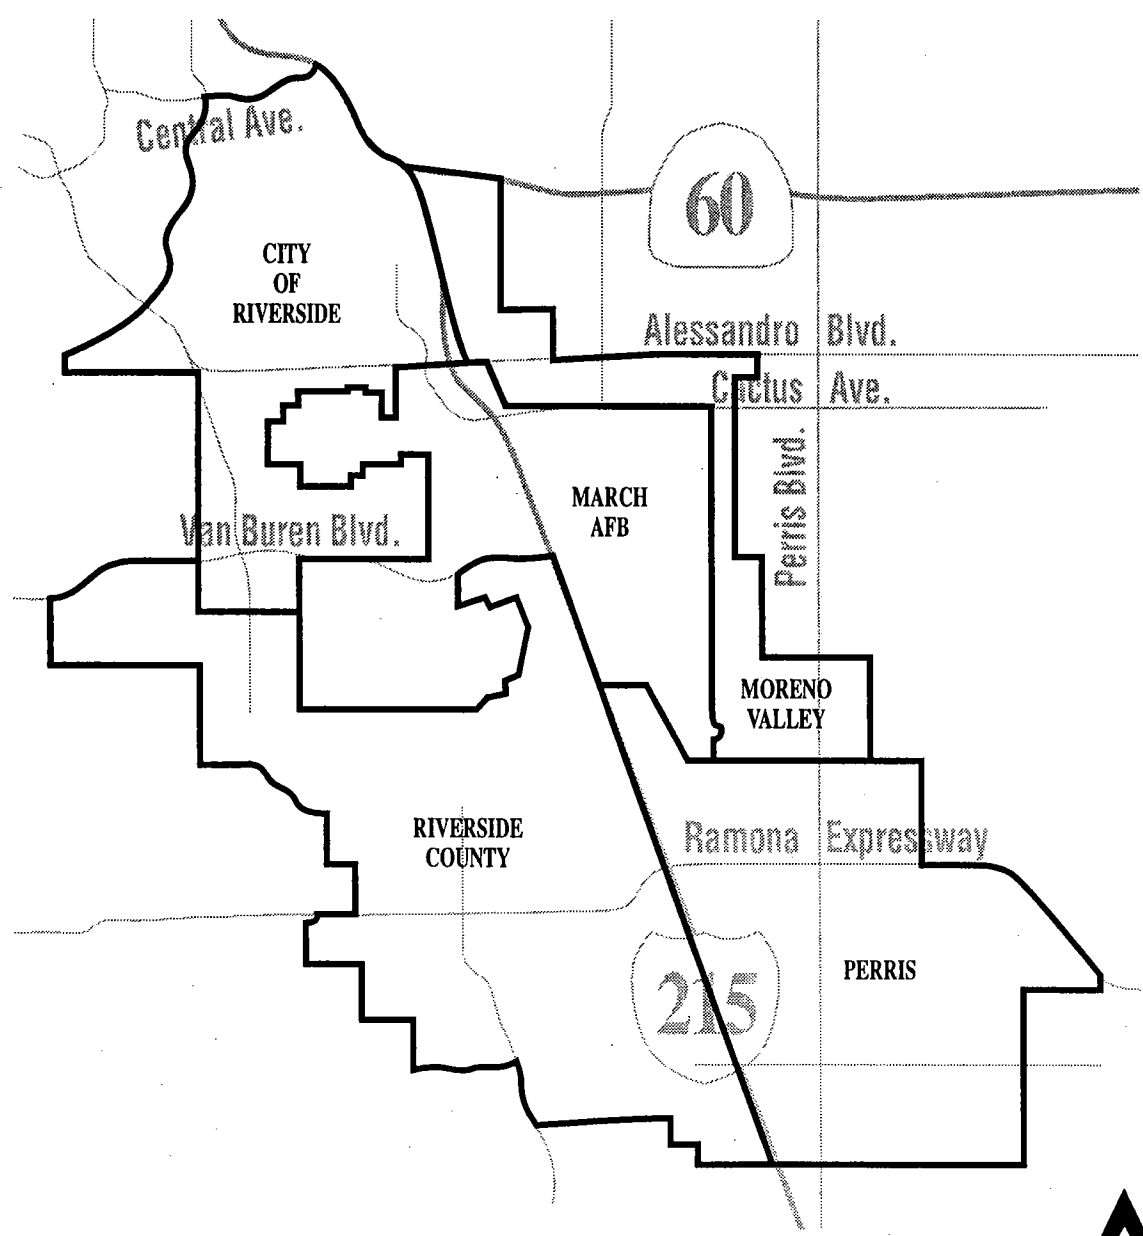 Central Ave.
60
CITY
OF
RIVERSIDE
Alessandro Blvd.
Cactus Ave.
Perris Blvd.
MARCH
AFB
Van Buren Blvd.
MORENO
VALLEY
RIVERSIDE
COUNTY
Ramona Expressway
PERRIS
215